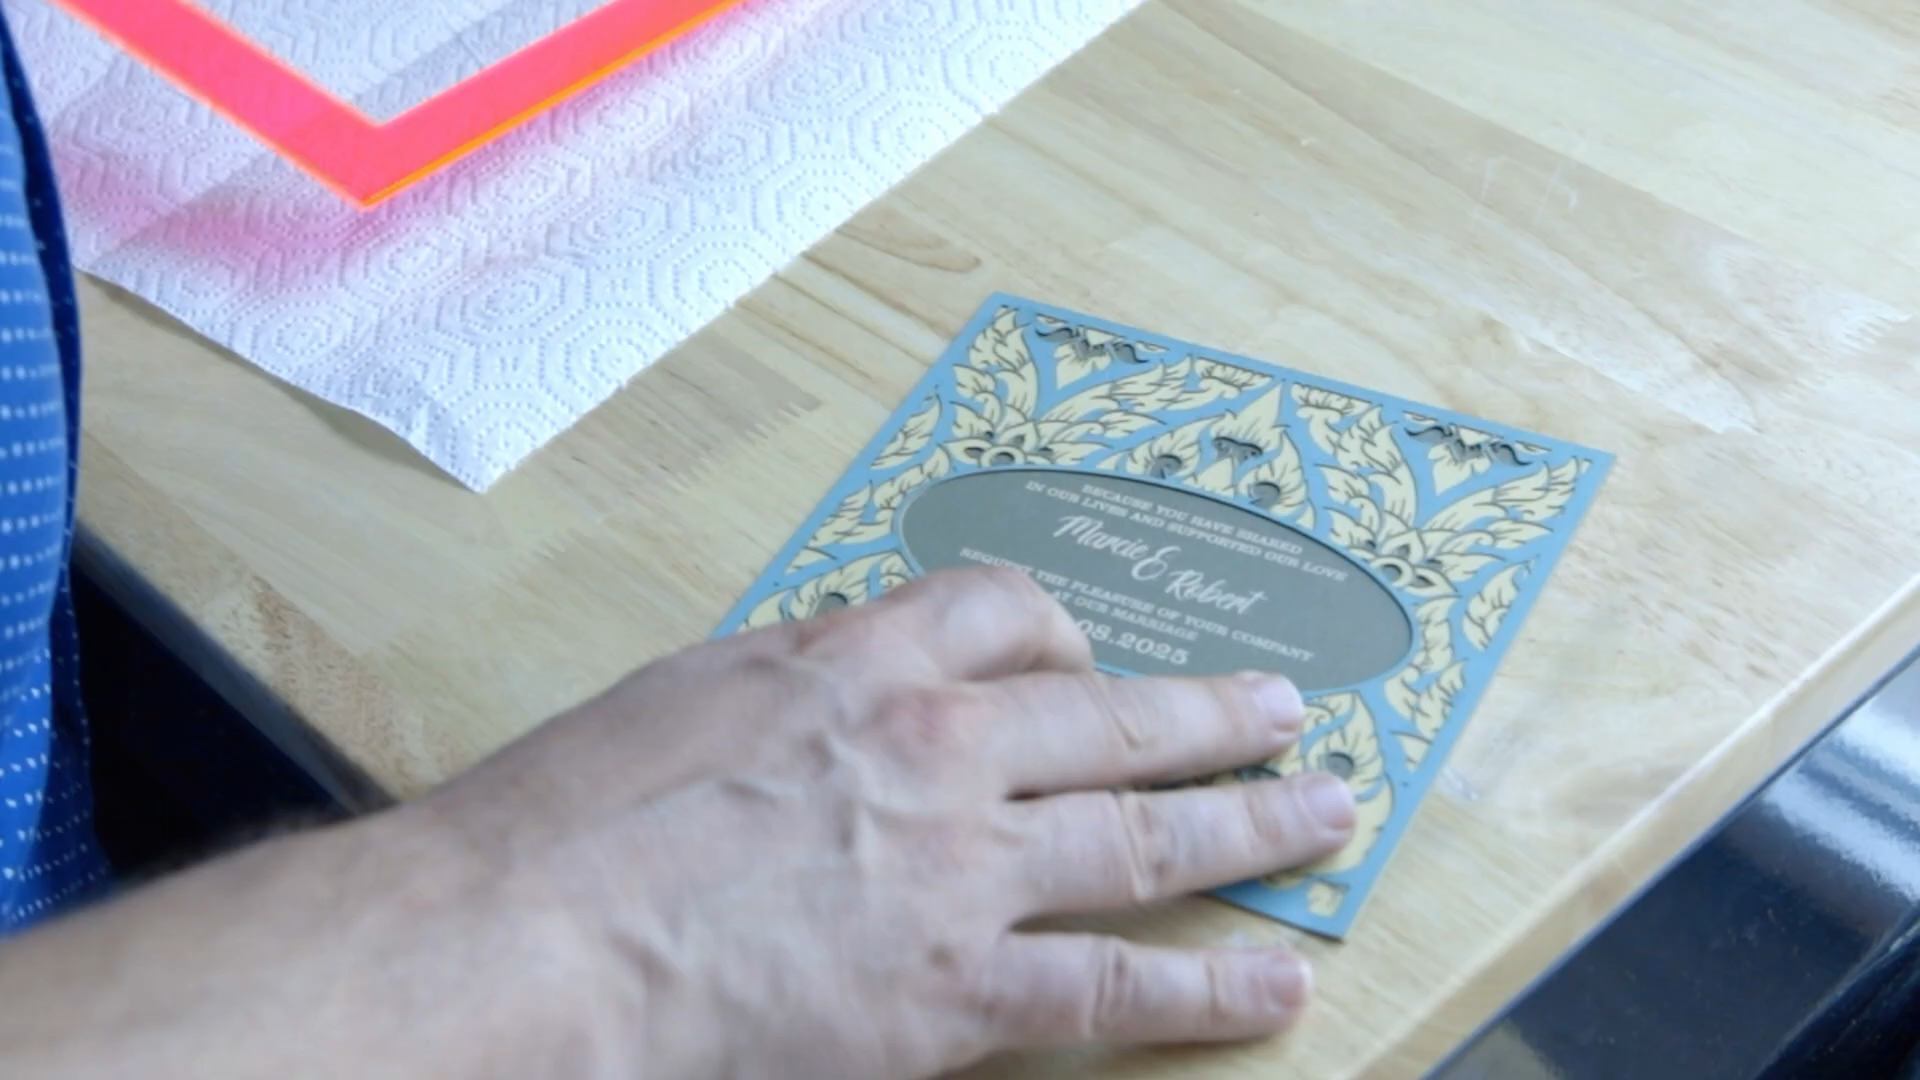 BECAUSE YOU HAVE SHARED
IN OUR LIVES AND SUPPORTED OUR LOVE
Marcie & Robert
REQUEST THE PLEASURE OF YOUR COMPANY
AT OUR MARRIAGE
08.2025